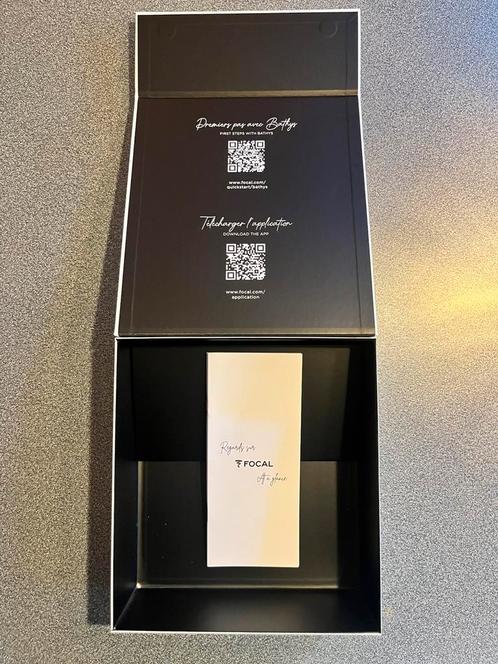 Premiers pas avec Bathys
FIRST STEPS WITH BATHYS
www.focal.com/
quickstart/bathys
Télécharger l'application
DOWNLOAD THE APP
www.focal.com/
application
Regards sur
FOCAL
At a glance